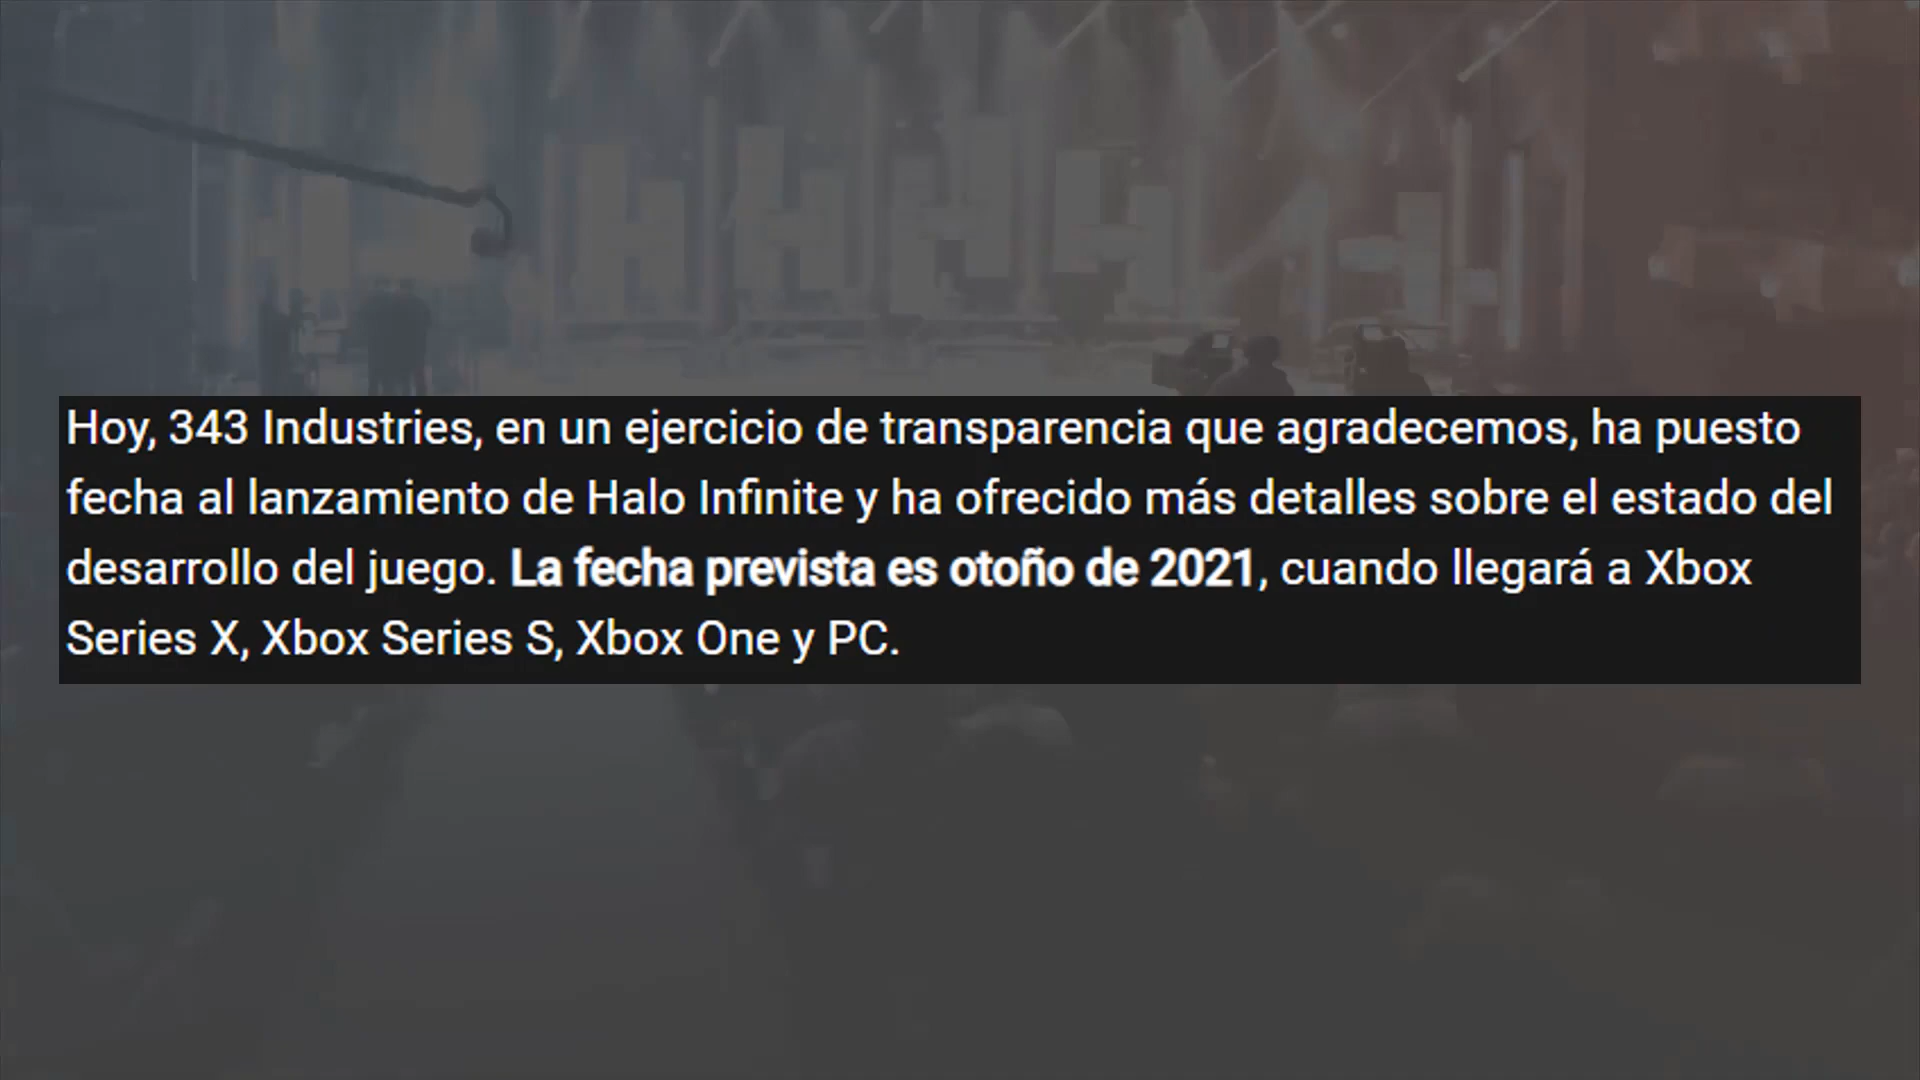 Hoy, 343 Industries, en un ejercicio de transparencia que agradecemos, ha puesto
fecha al lanzamiento de Halo Infinite y ha ofrecido más detalles sobre el estado del
desarrollo del juego. La fecha prevista es otoño de 2021, cuando llegará a Xbox
Series X, Xbox Series S, Xbox One y PC.